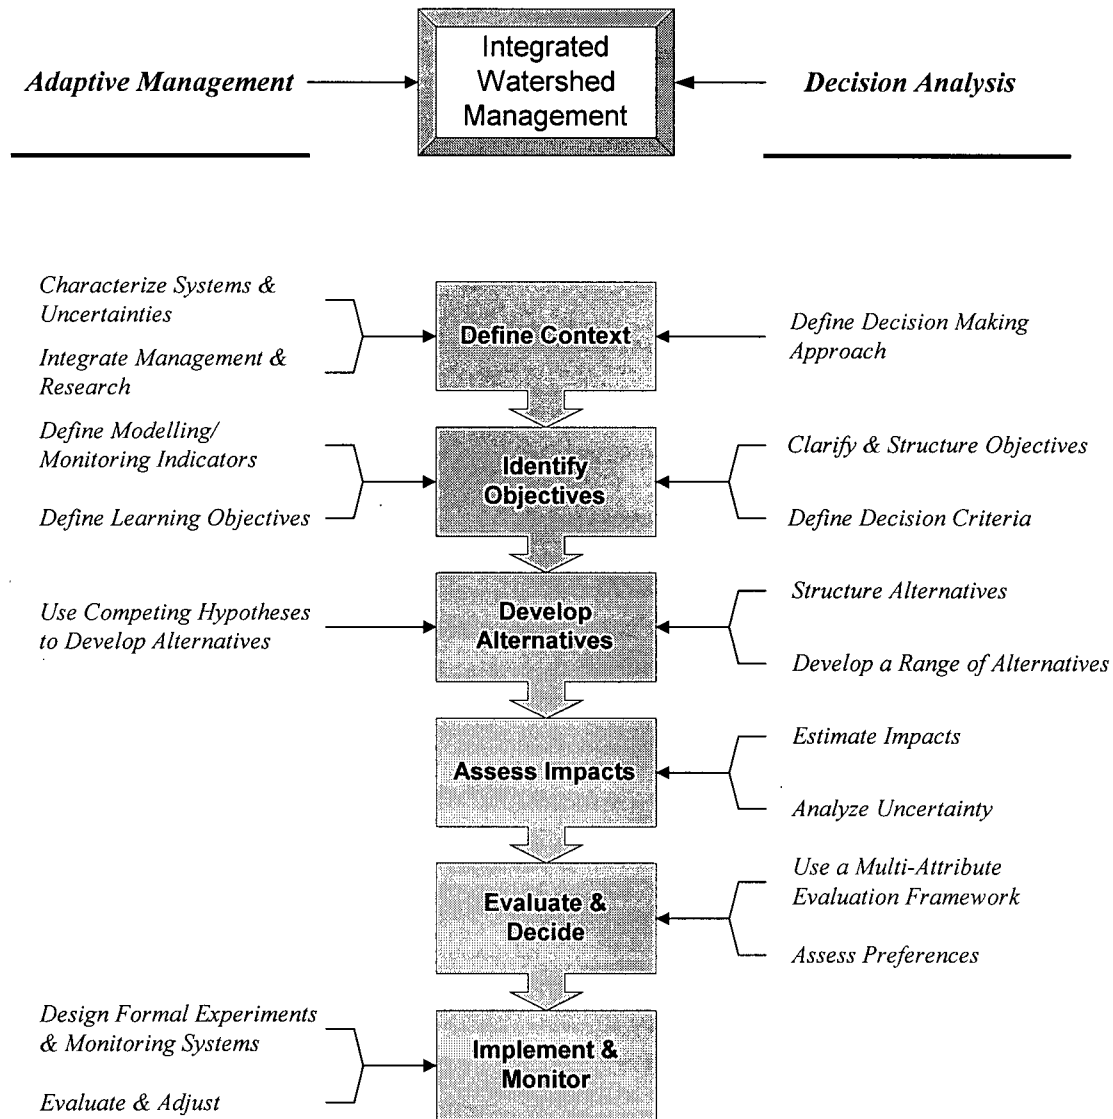 Adaptive Management
Integrated
Watershed
Management
Decision Analysis
Characterize Systems &
Uncertainties
Integrate Management &
Research
Define Context
Define Decision Making
Approach
Define Modelling/
Monitoring Indicators
Define Learning Objectives
Identify
Objectives
Clarify & Structure Objectives
Define Decision Criteria
Use Competing Hypotheses
to Develop Alternatives
Develop
Alternatives
Structure Alternatives
Develop a Range of Alternatives
Assess Impacts
Estimate Impacts
Analyze Uncertainty
Evaluate &
Decide
Use a Multi-Attribute
Evaluation Framework
Assess Preferences
Design Formal Experiments
& Monitoring Systems
Evaluate & Adjust
Implement &
Monitor